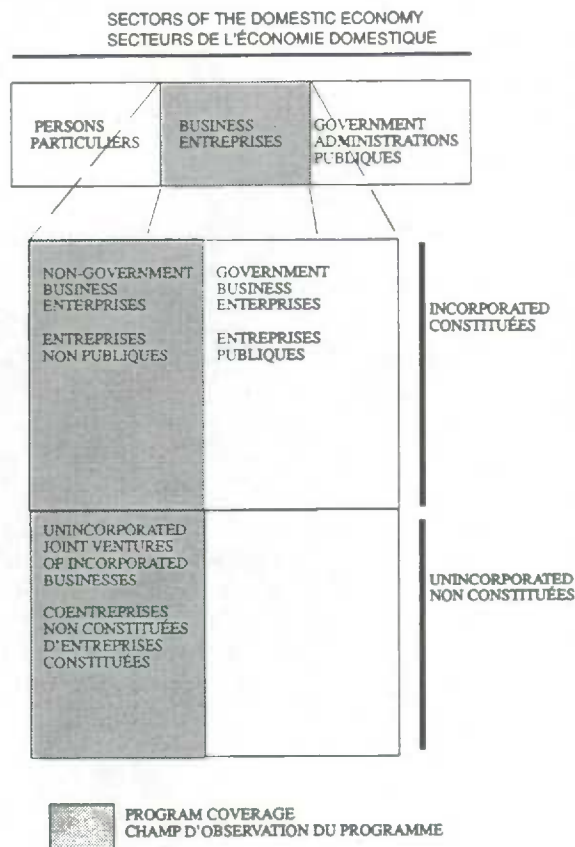 SECTORS OF THE DOMESTIC ECONOMY
SECTEURS DE L'ÉCONOMIE DOMESTIQUE
PERSONS
PARTICULIERS
BUSINESS
ENTREPRISES
GOVERNMENT
ADMINISTRATIONS
PUBLIQUES
NON-GOVERNMENT
BUSINESS
ENTERPRISES
ENTREPRISES
NON PUBLIQUES
GOVERNMENT
BUSINESS
ENTERPRISES
ENTREPRISES
PUBLIQUES
INCORPORATED
CONSTITUÉES
UNINCORPORATED
JOINT VENTURES
OF INCORPORATED
BUSINESSES
COENTREPRISES
NON CONSTITUÉES
D'ENTREPRISES
CONSTITUÉES
UNINCORPORATED
NON CONSTITUÉES
PROGRAM COVERAGE
CHAMP D'OBSERVATION DU PROGRAMME